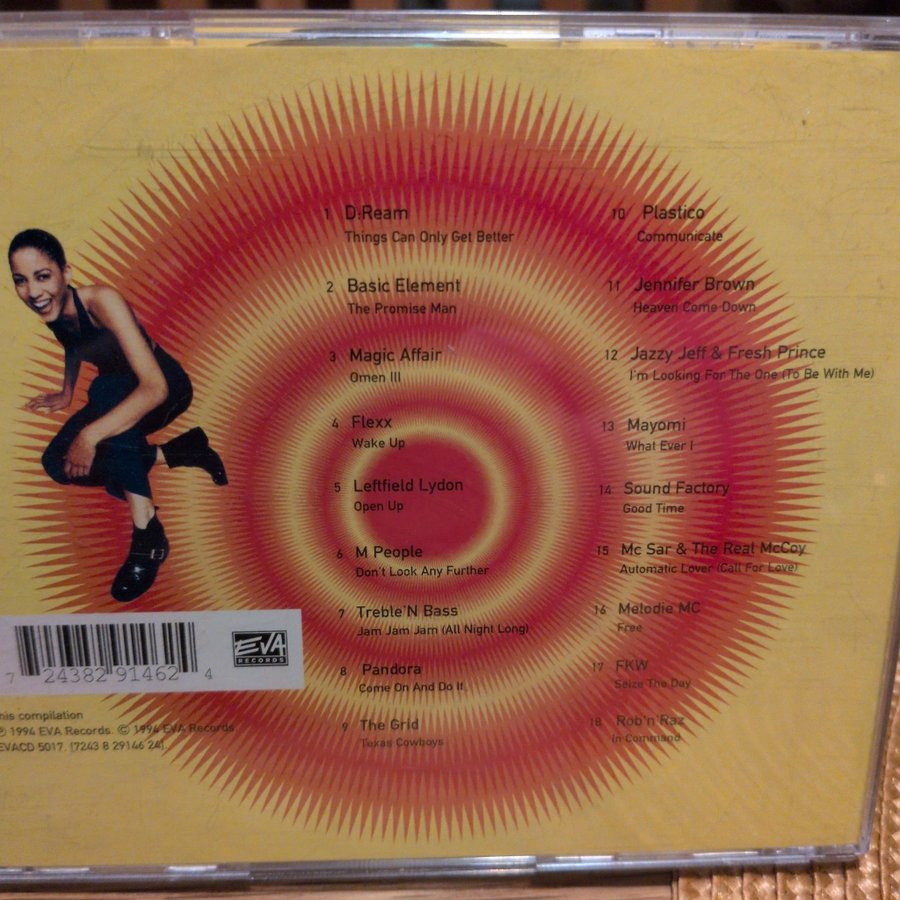 1 D:Ream
Things Can Only Get Better
2 Basic Element
The Promise Man
3 Magic Affair
Omen III
4 Flexx
Wake Up
5 Leftfield Lydon
Open Up
6 M People
Don't Look Any Further
7 Treble'N Bass
Jam Jam Jam (All Night Long)
8 Pandora
Come On And Do It
9 The Grid
Texas Cowboys
10 Plastico
Communicate
11 Jennifer Brown
Heaven Come Down
12 Jazzy Jeff & Fresh Prince
I'm Looking For The One (To Be With Me)
13 Mayomi
What Ever I
14 Sound Factory
Good Time
15 Mc Sar & The Real McCoy
Automatic Lover (Call For Love)
16 Melodie MC
Free
17 FKW
Seize The Day
18 Rob'n'Raz
In Command
EVA
RECORDS
7 24382 91462 4
his compilation
℗ 1994 EVA Records. © 1994 EVA Records
EVACD 5017. (7243 8 29146 24)